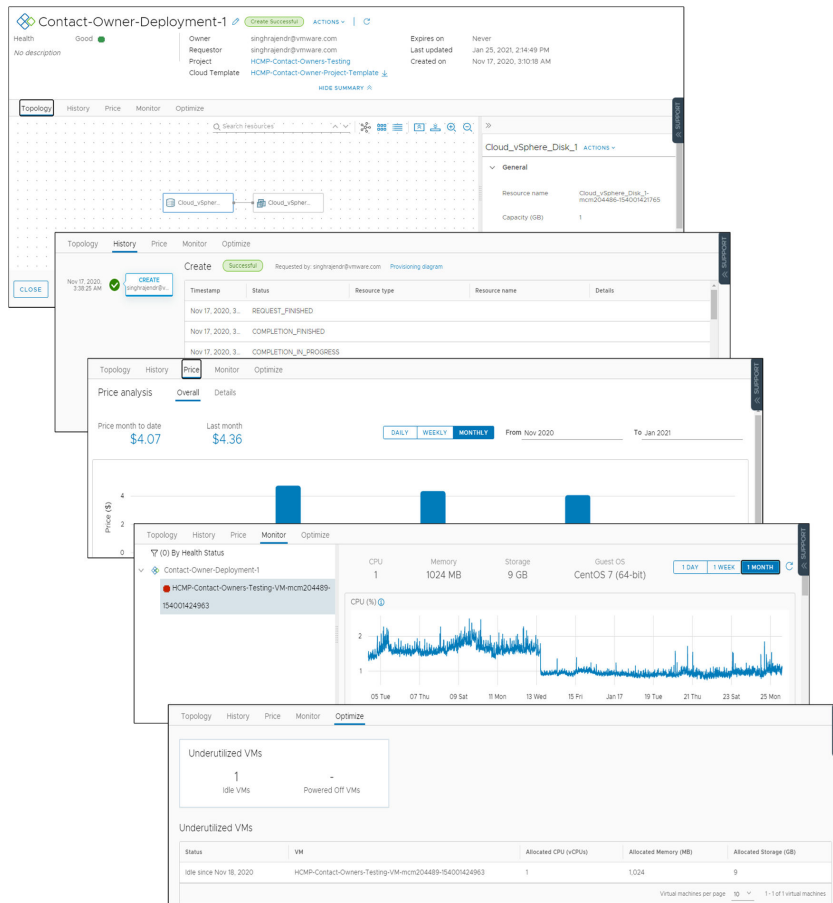 Contact-Owner-Deployment-1 Create Successful ACTIONS
Health Good
No description
Owner singhrajendr@vmware.com
Requestor singhrajendr@vmware.com
Project HCMP-Contact-Owners-Testing
Cloud Template HCMP-Contact-Owner-Project-Template
Expires on Never
Last updated Jan 25, 2021, 2:14:49 PM
Created on Nov 17, 2020, 3:10:18 AM
HIDE SUMMARY
Topology History Price Monitor Optimize
Search resources
Cloud_vSpher... Cloud_vSpher...
Cloud_vSphere_Disk_1 ACTIONS
General
Resource name Cloud_vSphere_Disk_1-
mcm204486-154001421765
Capacity (GB) 1
SUPPORT
CLOSE
Topology History Price Monitor Optimize
Nov 17, 2020,
3:38:25 AM
CREATE
singhrajendr@v...
Create Successful Requested by: singhrajendr@vmware.com Provisioning diagram
Timestamp Status Resource type Resource name Details
Nov 17, 2020, 3... REQUEST_FINISHED
Nov 17, 2020, 3... COMPLETION_FINISHED
Nov 17, 2020, 3... COMPLETION_IN_PROGRESS
SUPPORT
Topology History Price Monitor Optimize
Price analysis Overall Details
Price month to date Last month
$4.07 $4.36
DAILY WEEKLY MONTHLY From Nov 2020 To Jan 2021
Price ($)
4
2
0
SUPPORT
Topology History Price Monitor Optimize
(0) By Health Status
Contact-Owner-Deployment-1
HCMP-Contact-Owners-Testing-VM-mcm204489-
154001424963
CPU Memory Storage Guest OS
1 1024 MB 9 GB CentOS 7 (64-bit)
1 DAY 1 WEEK 1 MONTH
CPU (%)
2
1
05 Tue 07 Thu 09 Sat 11 Mon 13 Wed 15 Fri Jan 17 19 Tue 21 Thu 23 Sat 25 Mon
SUPPORT
Topology History Price Monitor Optimize
Underutilized VMs
1 -
Idle VMs Powered Off VMs
Underutilized VMs
Status VM Allocated CPU (vCPUs) Allocated Memory (MB) Allocated Storage (GB)
Idle since Nov 18, 2020 HCMP-Contact-Owners-Testing-VM-mcm204489-154001424963 1 1,024 9
Virtual machines per page 10 1 - 1 of 1 virtual machines